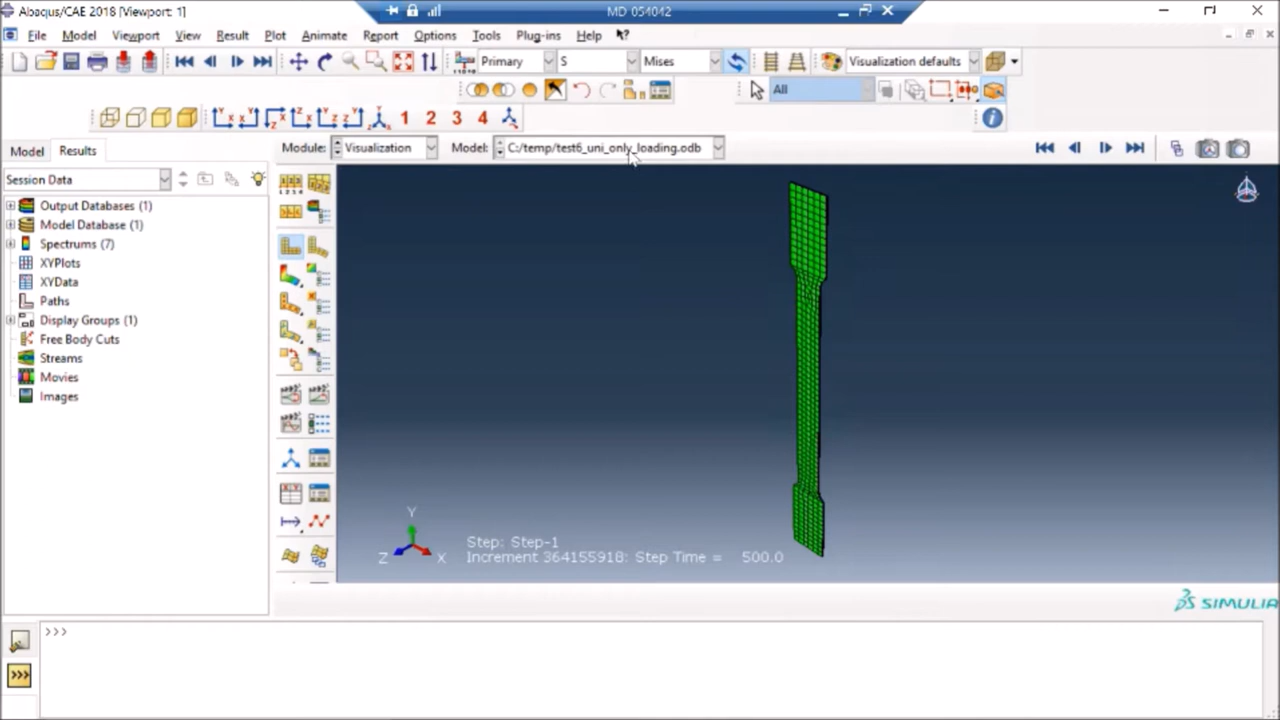 Abaqus/CAE 2018 [Viewport: 1]
MD_054042
File Model Viewport View Result Plot Animate Report Options Tools Plug-ins Help
Primary S Mises Visualization defaults
All
1 2 3 4
Model Results
Module: Visualization Model: C:/temp/test6_uni_only_loading.odb
Session Data
Output Databases (1)
Model Database (1)
Spectrums (7)
XYPlots
XYData
Paths
Display Groups (1)
Free Body Cuts
Streams
Movies
Images
Y
Z X
Step: Step-1
Increment 364155918: Step Time = 500.0
SIMULIA
>>>
>>>